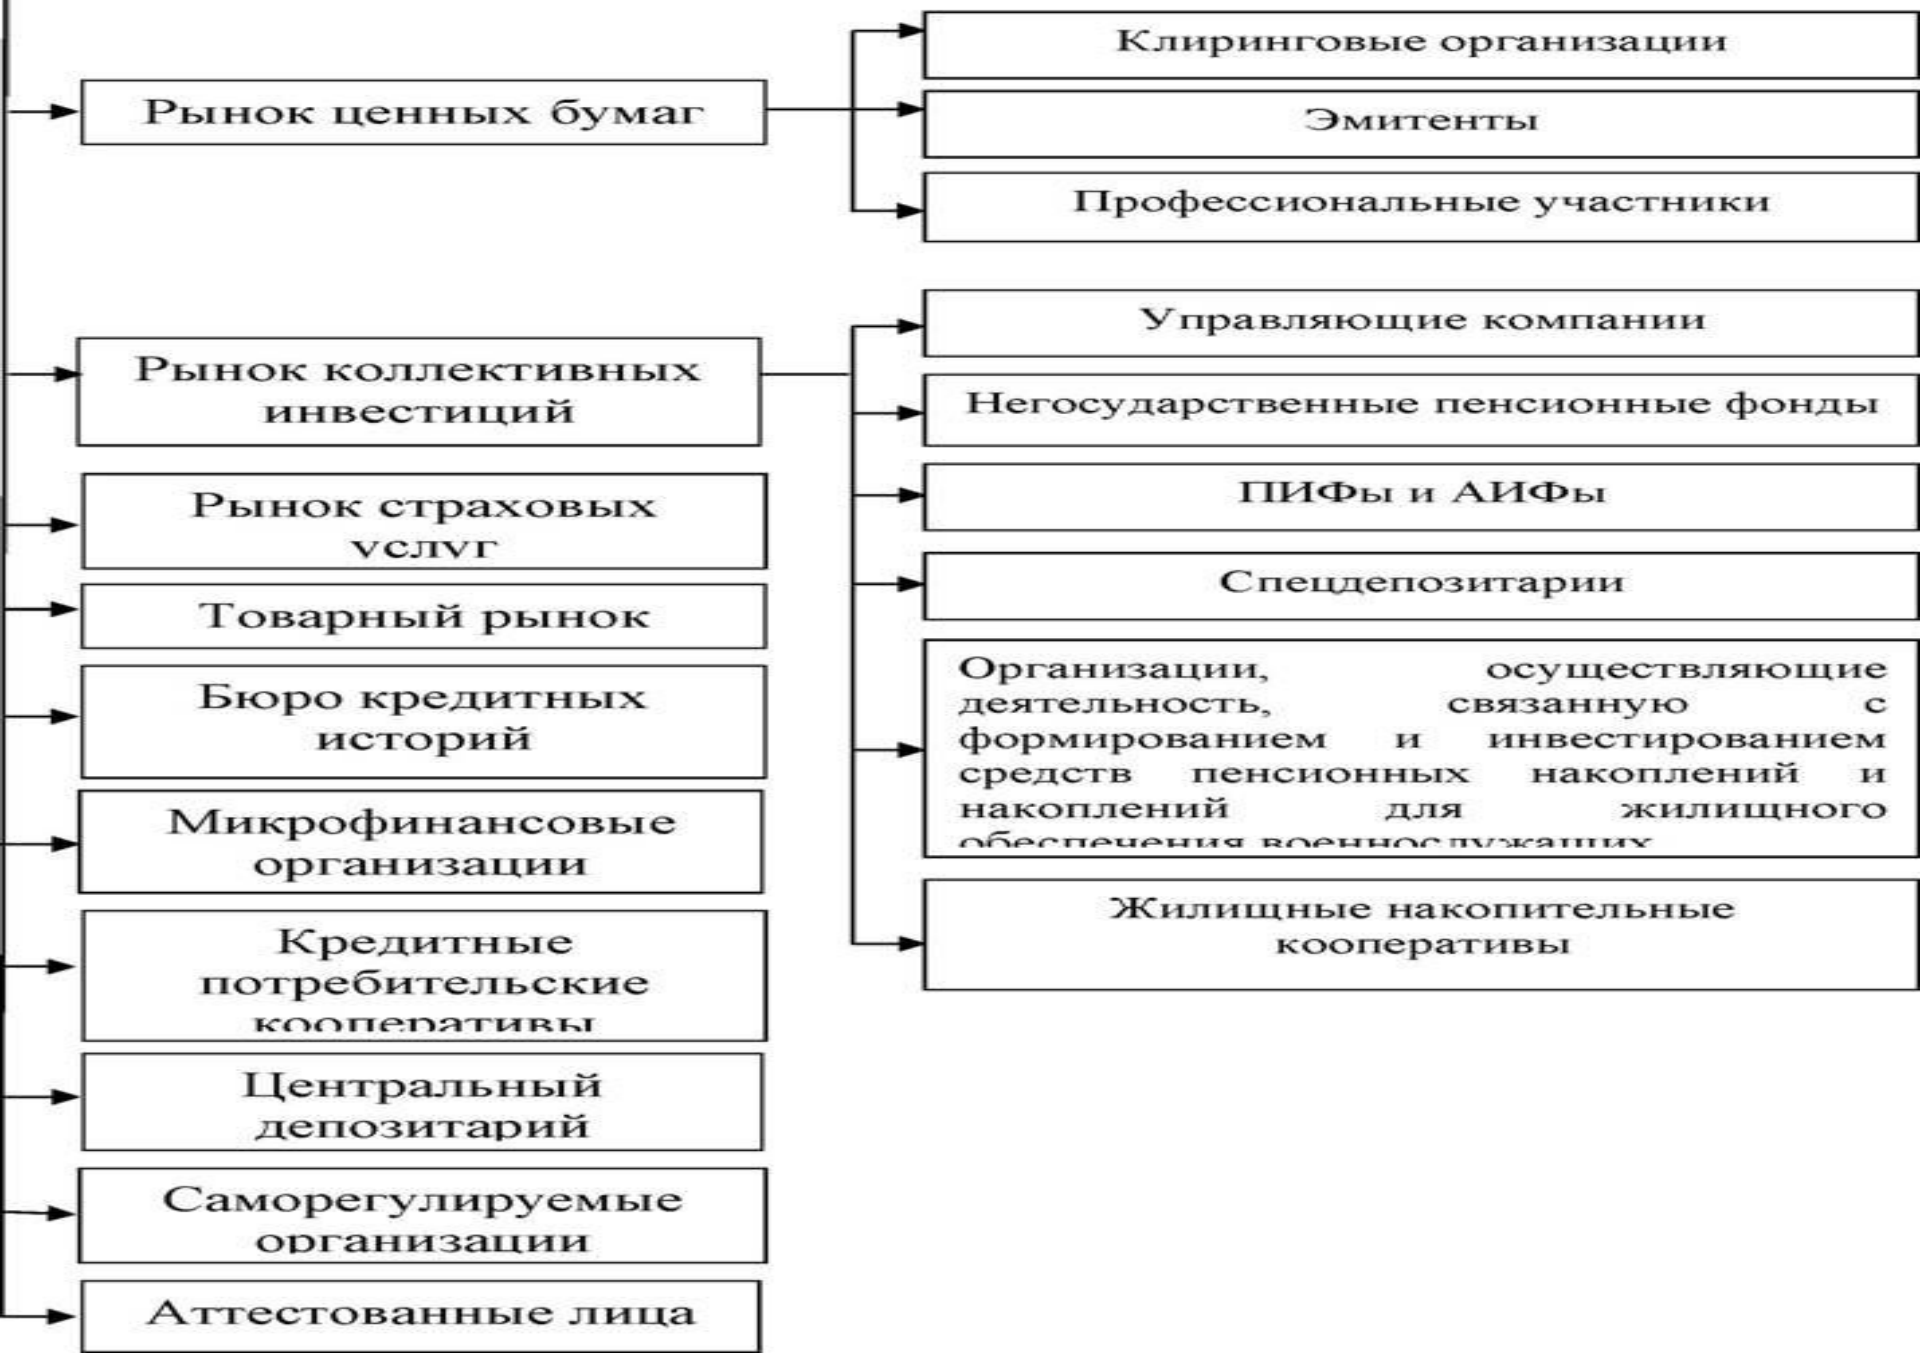 Рынок ценных бумаг
Клиринговые организации
Эмитенты
Профессиональные участники
Рынок коллективных
инвестиций
Управляющие компании
Негосударственные пенсионные фонды
ПИФы и АИФы
Спецдепозитарии
Организации, осуществляющие
деятельность, связанную с
формированием и инвестированием
средств пенсионных накоплений и
накоплений для жилищного
обеспечения военнослужащих
Жилищные накопительные
кооперативы
Рынок страховых
услуг
Товарный рынок
Бюро кредитных
историй
Микрофинансовые
организации
Кредитные
потребительские
кооперативы
Центральный
депозитарий
Саморегулируемые
организации
Аттестованные лица